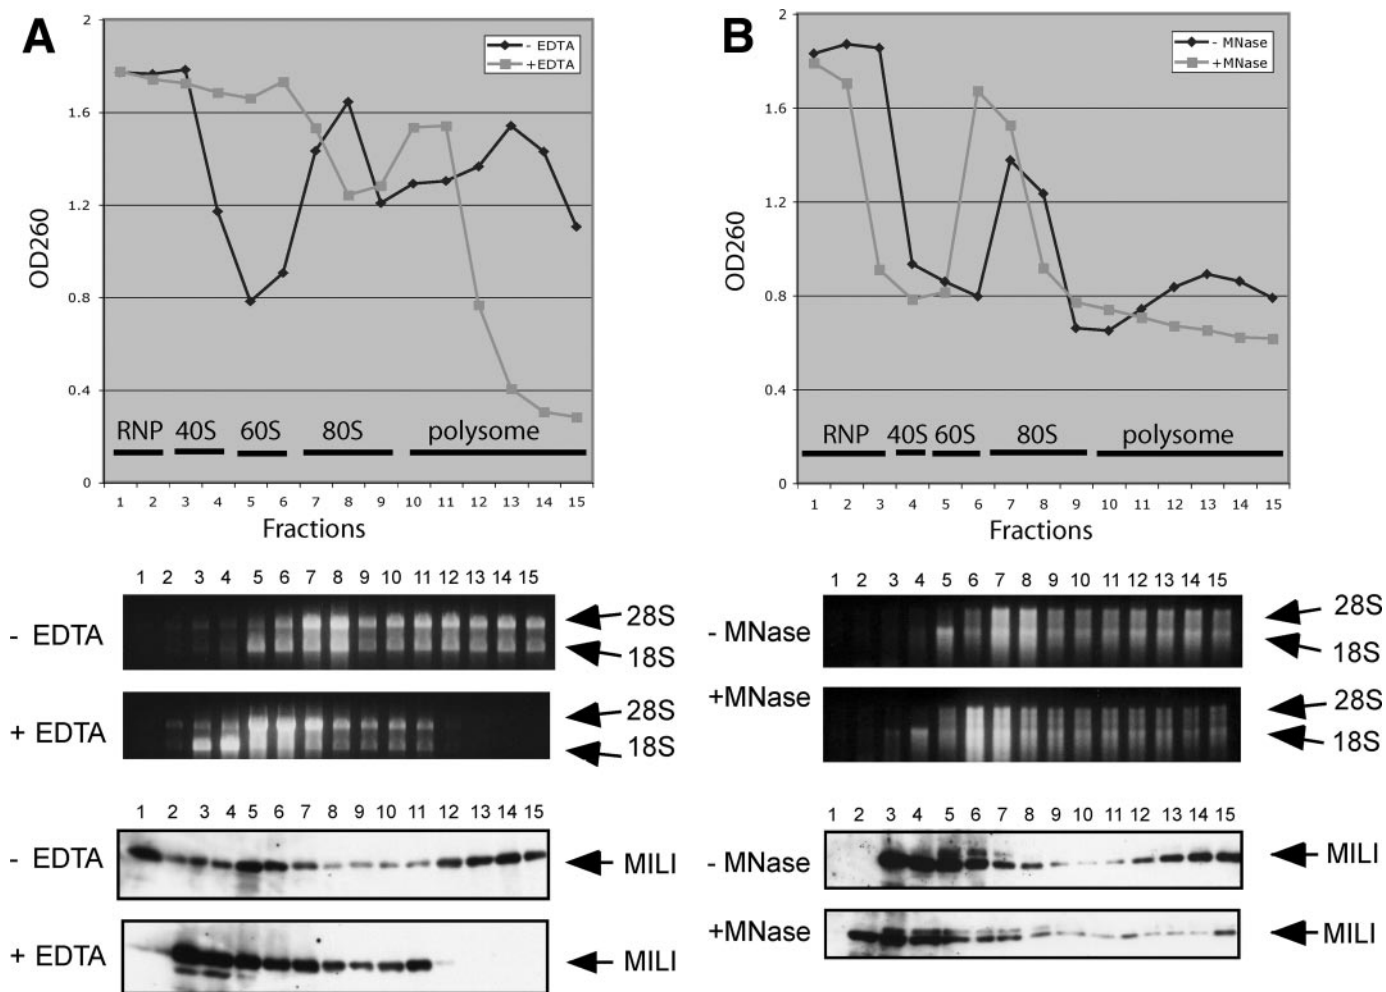 A
- EDTA
+EDTA
2
1.6
1.2
0.8
0.4
0
OD260
RNP 40S 60S 80S polysome
1 2 3 4 5 6 7 8 9 10 11 12 13 14 15
Fractions
1 2 3 4 5 6 7 8 9 10 11 12 13 14 15
- EDTA
28S
18S
+ EDTA
28S
18S
1 2 3 4 5 6 7 8 9 10 11 12 13 14 15
- EDTA
MILI
+ EDTA
MILI
B
- MNase
+MNase
2
1.6
1.2
0.8
0.4
0
OD260
RNP 40S 60S 80S polysome
1 2 3 4 5 6 7 8 9 10 11 12 13 14 15
Fractions
1 2 3 4 5 6 7 8 9 10 11 12 13 14 15
- MNase
28S
18S
+MNase
28S
18S
1 2 3 4 5 6 7 8 9 10 11 12 13 14 15
- MNase
MILI
+MNase
MILI